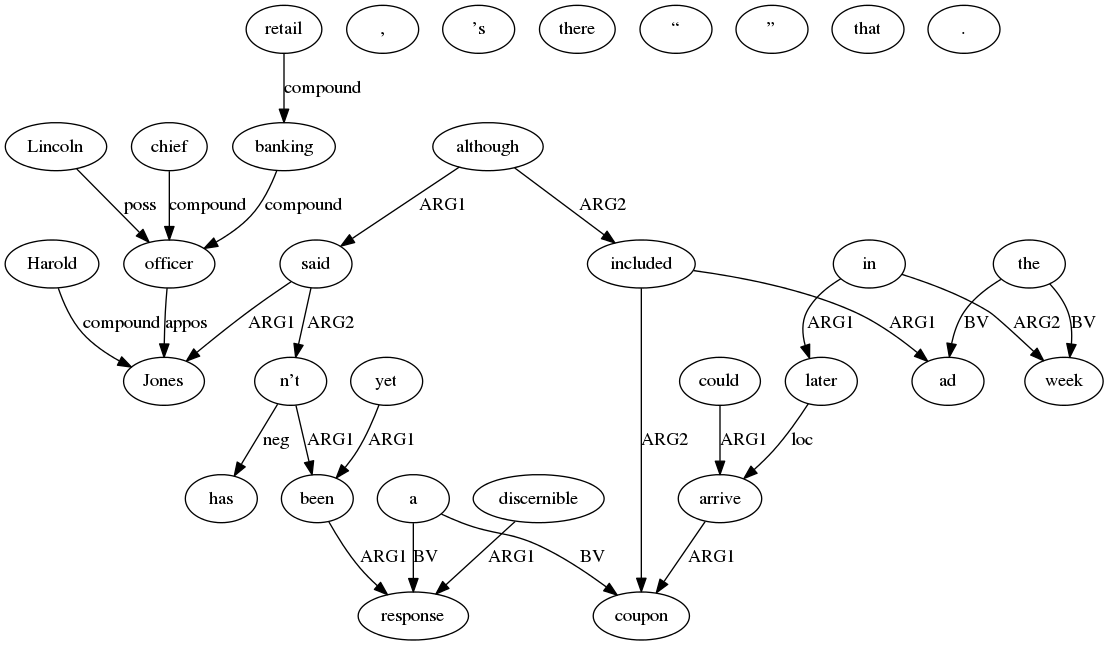 retail , ’s there “ ” that .
compound
Lincoln chief banking although
poss compound compound ARG1 ARG2
Harold officer said included in the
compound appos ARG1 ARG2 ARG1 ARG1 BV ARG2 BV
Jones n’t yet could later ad week
neg ARG1 ARG1 ARG2 ARG1 loc
has been a discernible arrive
ARG1 BV ARG1 BV ARG1
response coupon